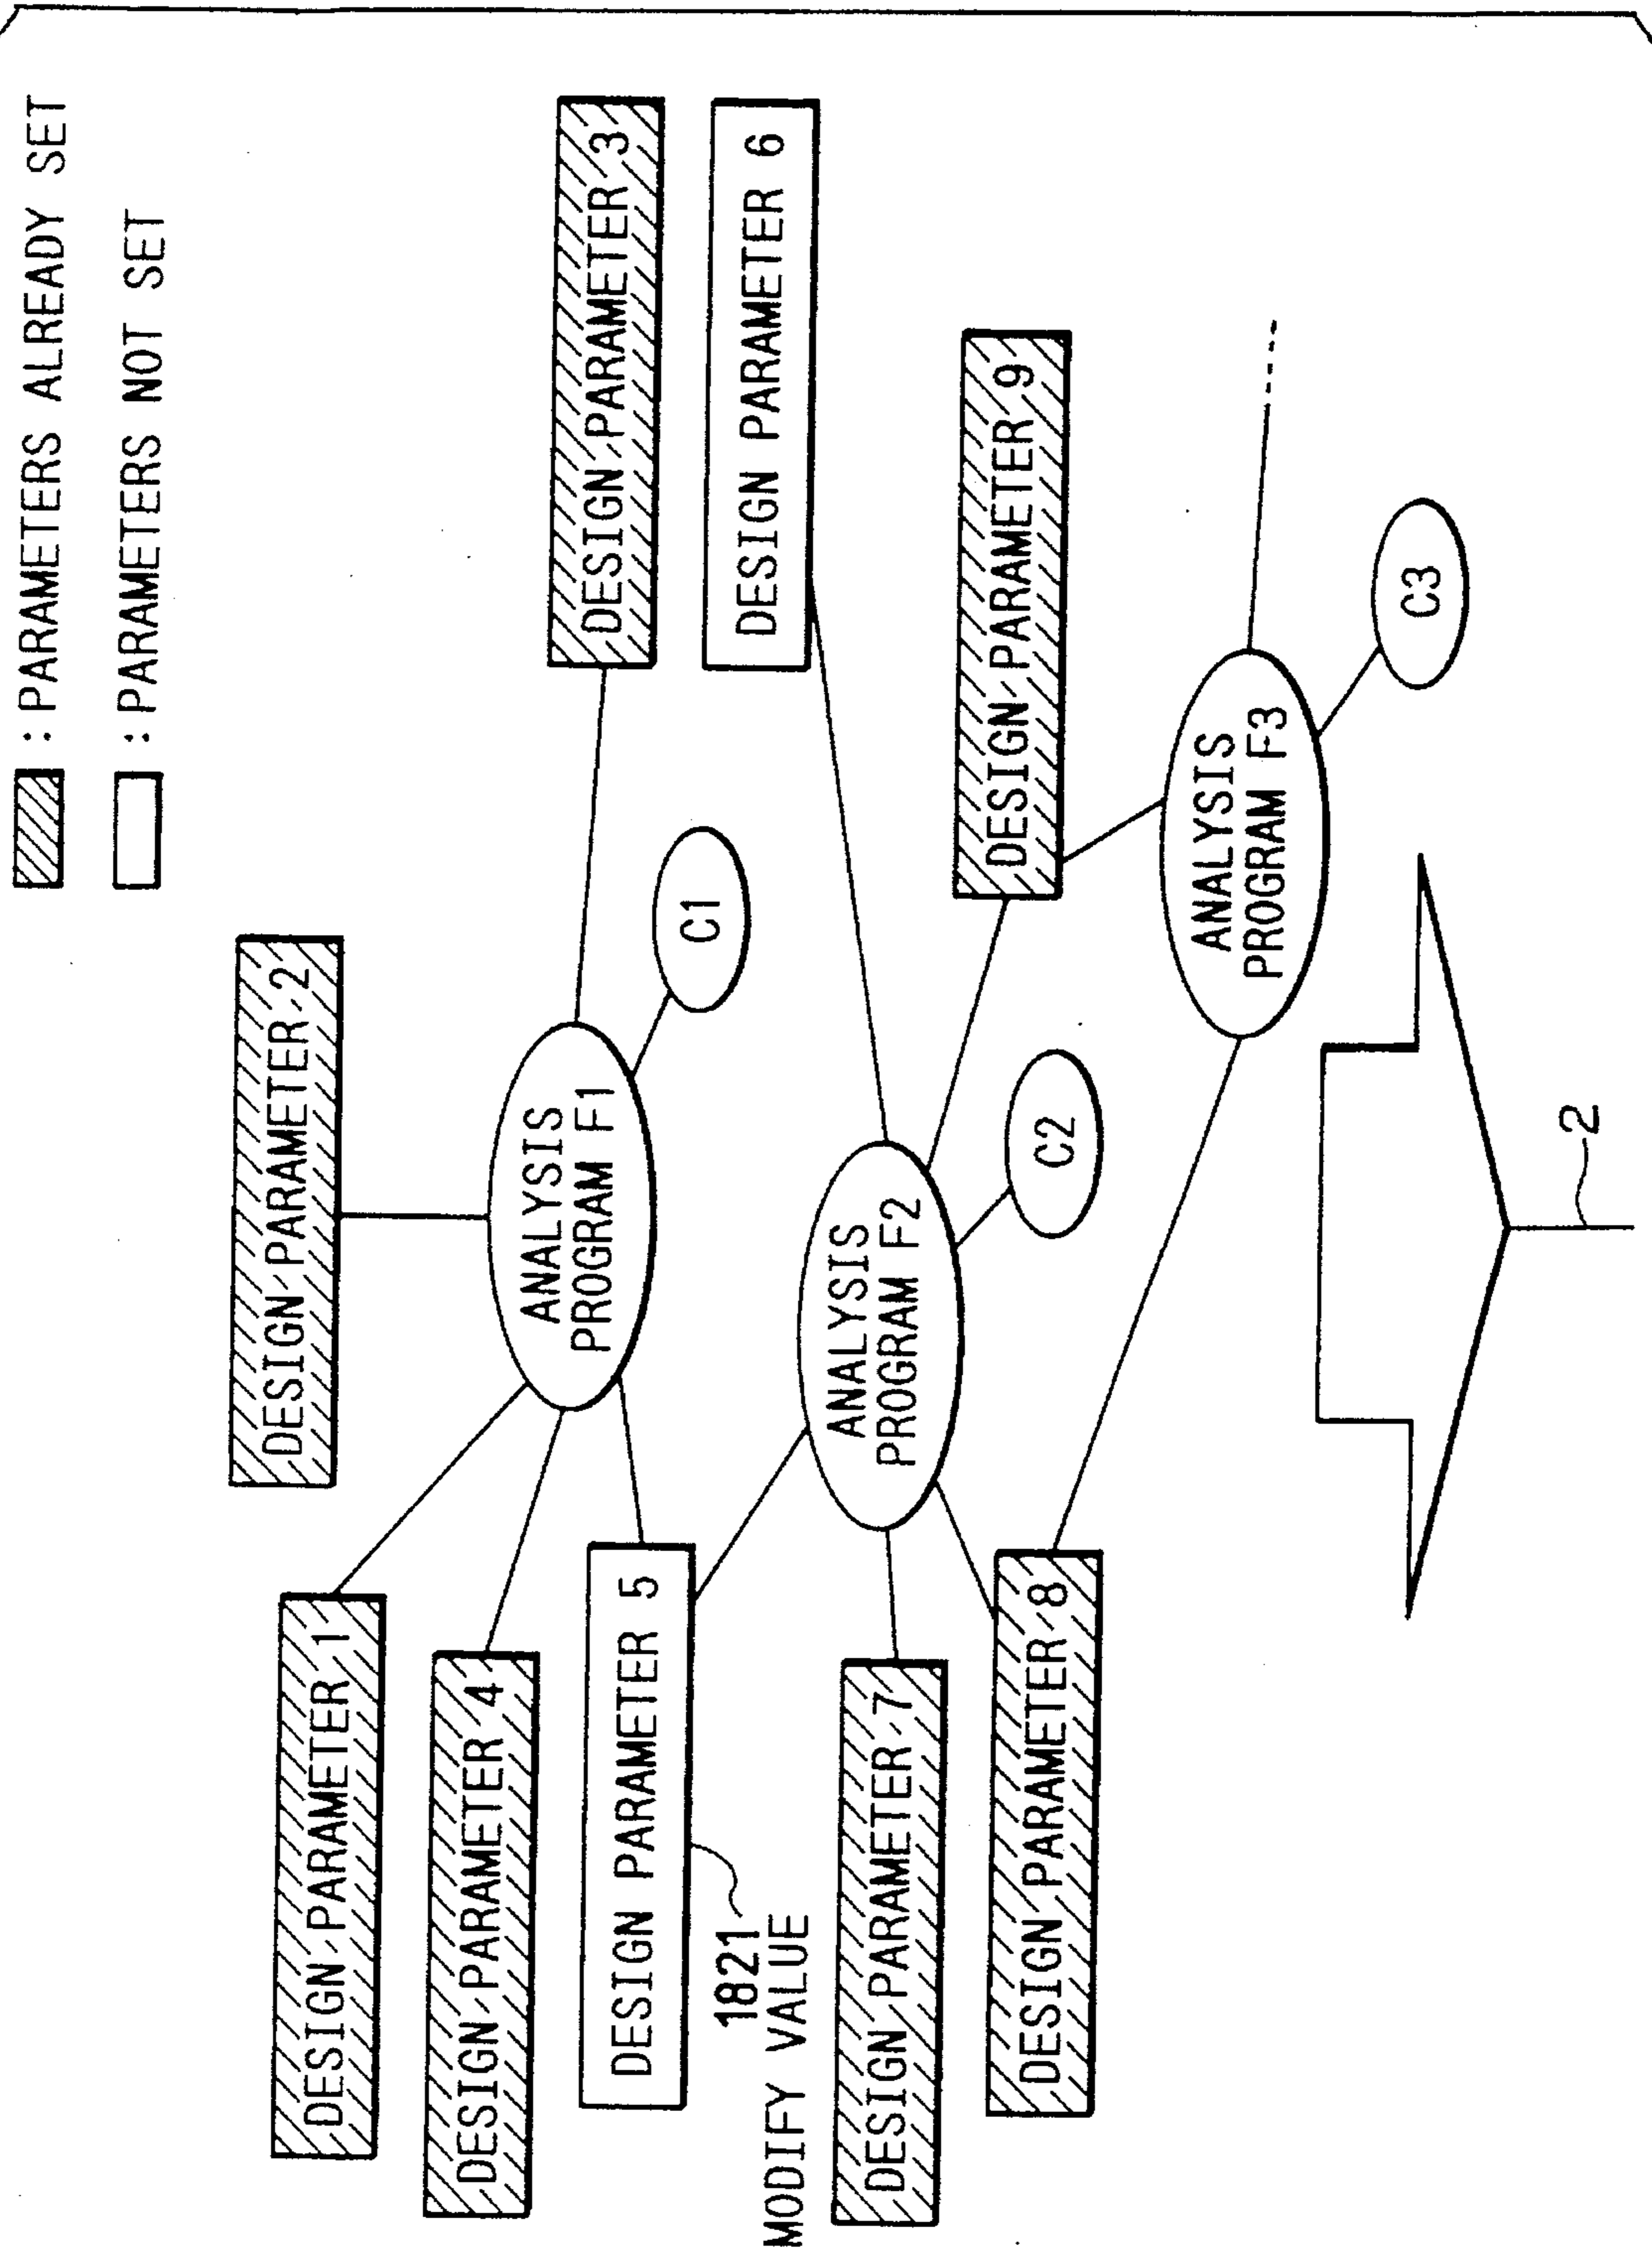 : PARAMETERS ALREADY SET
: PARAMETERS NOT SET
DESIGN PARAMETER 2
DESIGN PARAMETER 1
DESIGN PARAMETER 4
DESIGN PARAMETER 3
ANALYSIS
PROGRAM F1
C1
DESIGN PARAMETER 5
DESIGN PARAMETER 6
1821
MODIFY VALUE
ANALYSIS
PROGRAM F2
C2
DESIGN PARAMETER 7
DESIGN PARAMETER 8
DESIGN PARAMETER 9
ANALYSIS
PROGRAM F3
C3
2